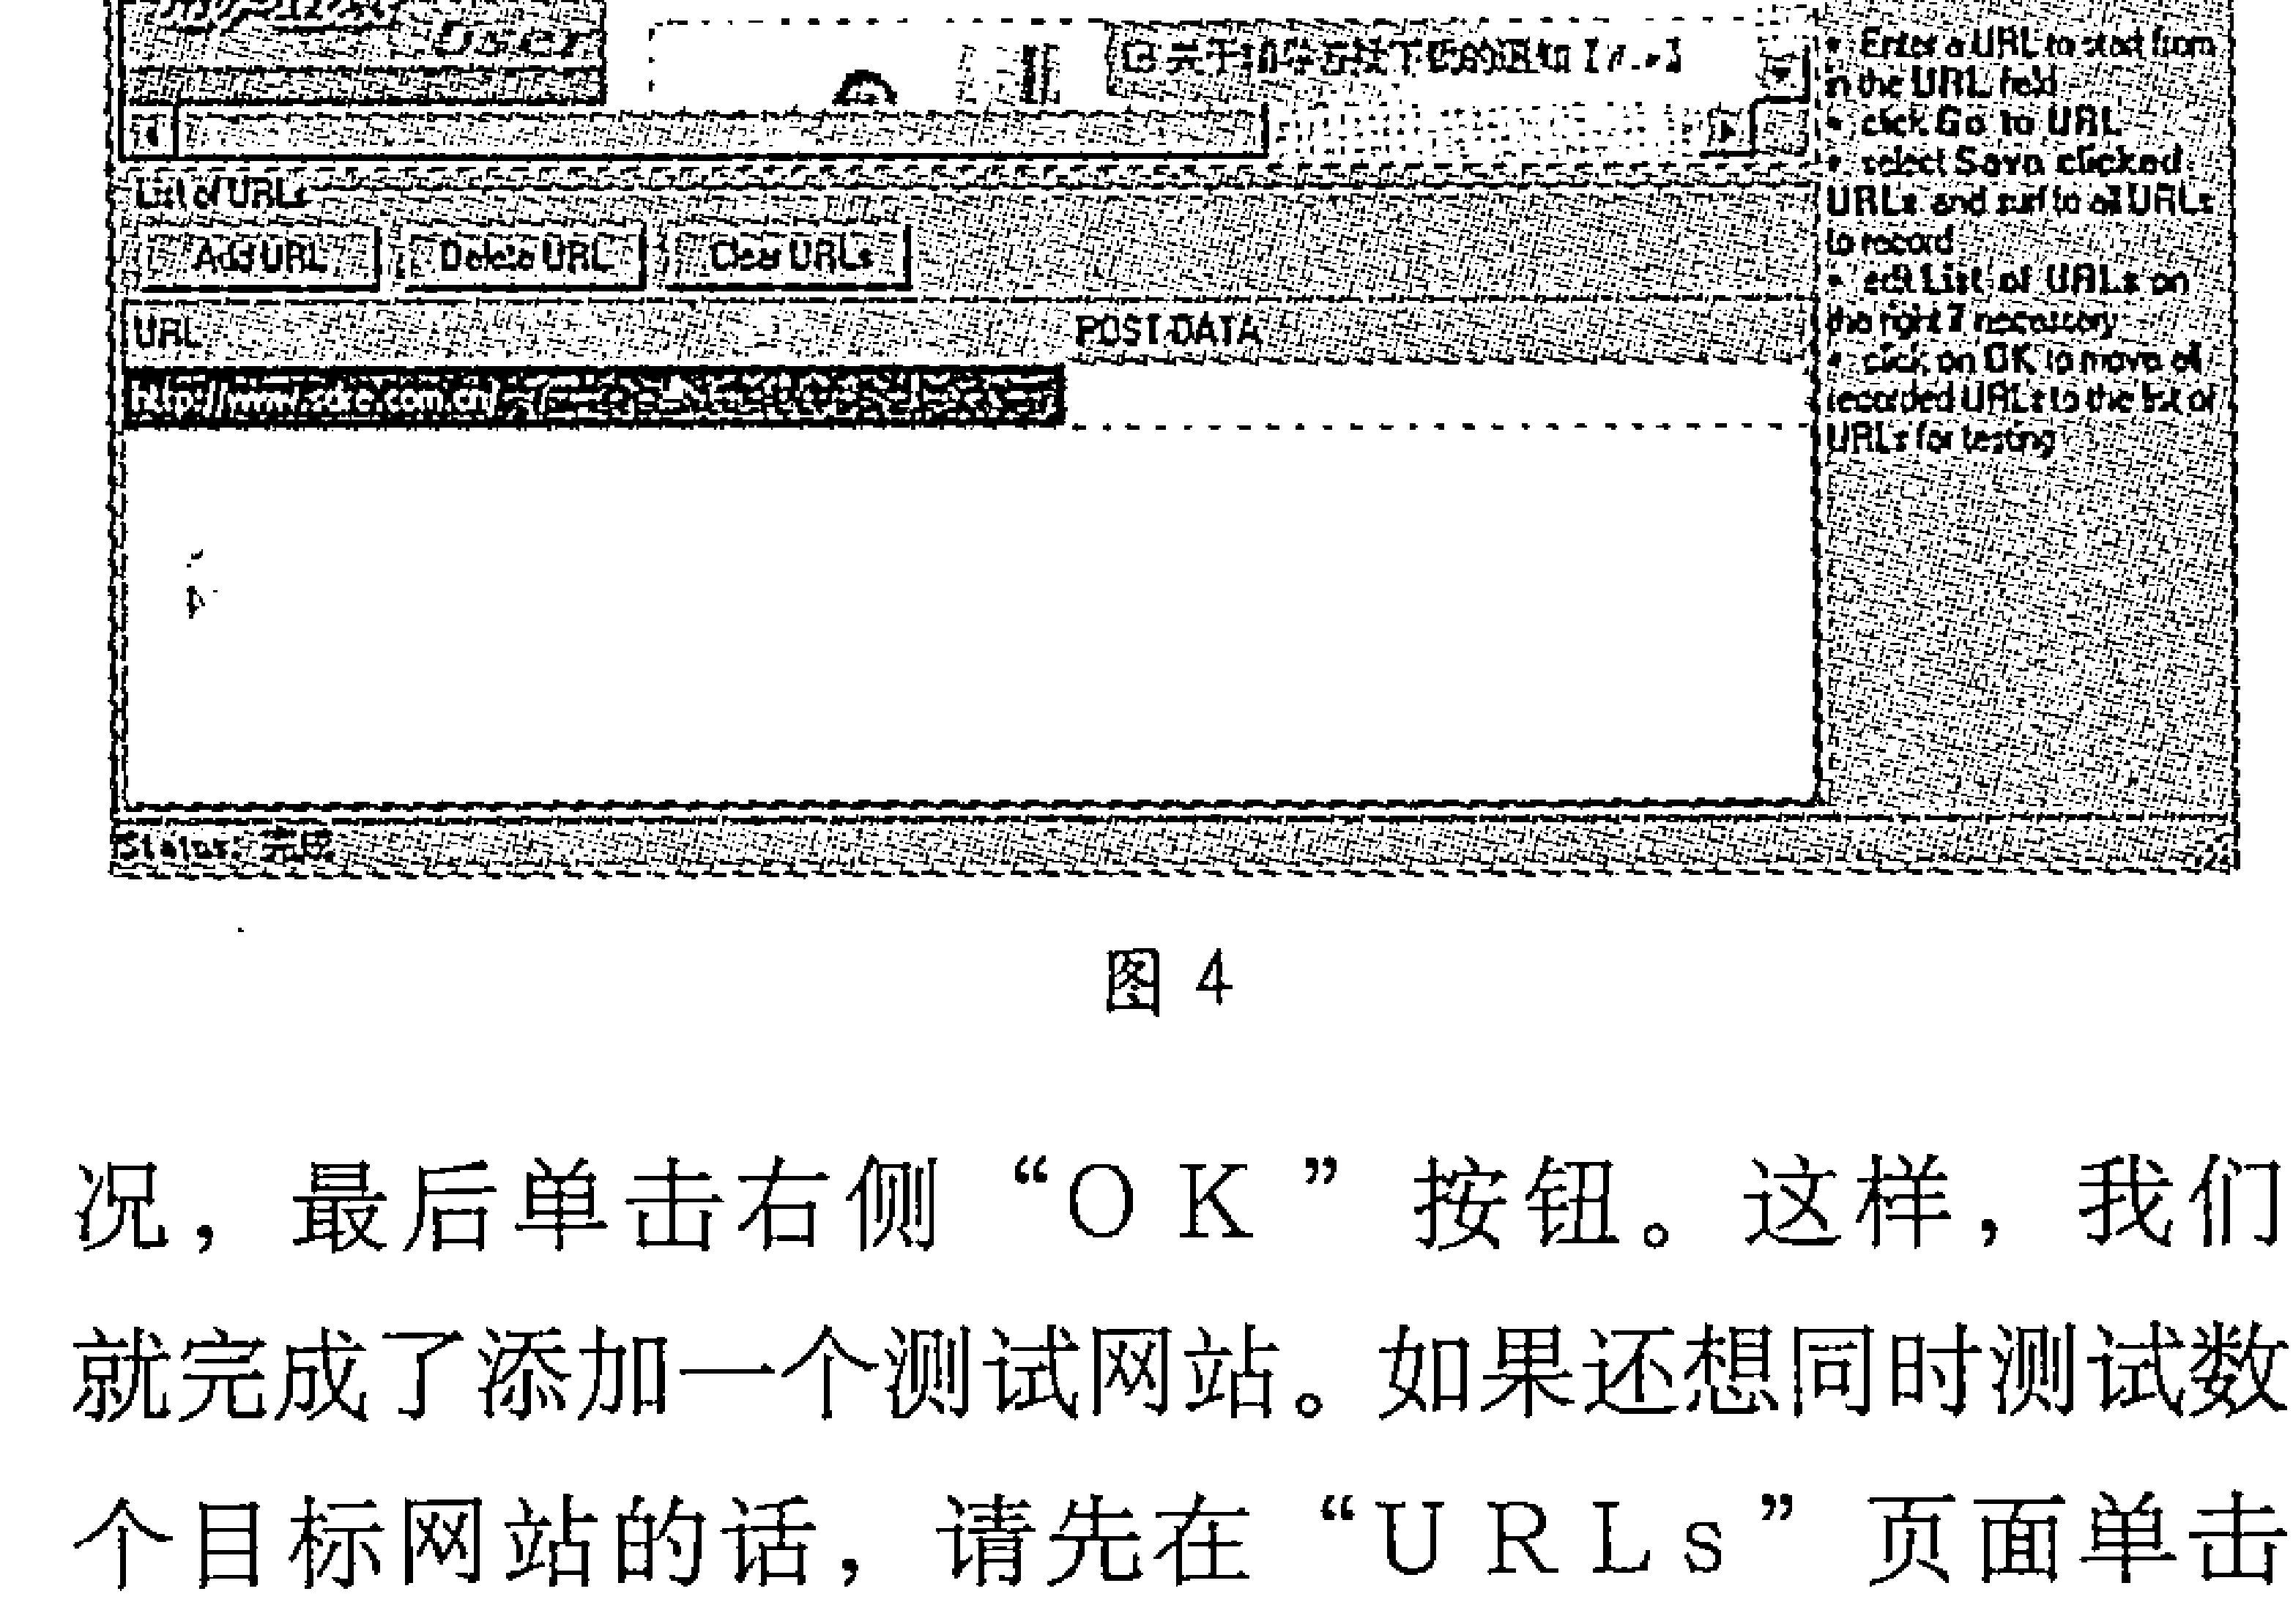 User
• Enter a URL to start from
in the URL field
• click Go to URL
• select Save clicked
URLs and surf to all URLs
to record
• edit List of URLs on
the right if necessary
• click on OK to move all
recorded URLs to the list of
URLs for testing
List of URLs
Add URL Delete URL Clear URLs
URL POST-DATA
Status: 完成
图 4
况，最后单击右侧“OK”按钮。这样，我们
就完成了添加一个测试网站。如果还想同时测试数
个目标网站的话，请先在“URLs”页面单击